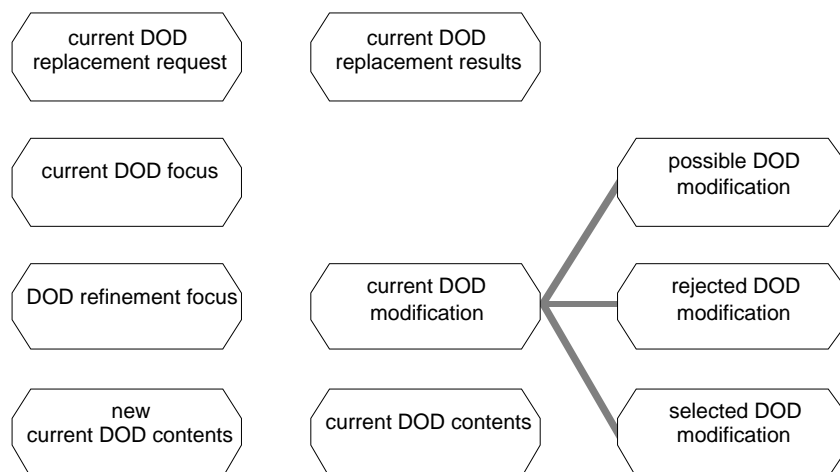 current DOD
replacement request
current DOD
replacement results
current DOD focus
possible DOD
modification
DOD refinement focus
current DOD
modification
rejected DOD
modification
new
current DOD contents
current DOD contents
selected DOD
modification